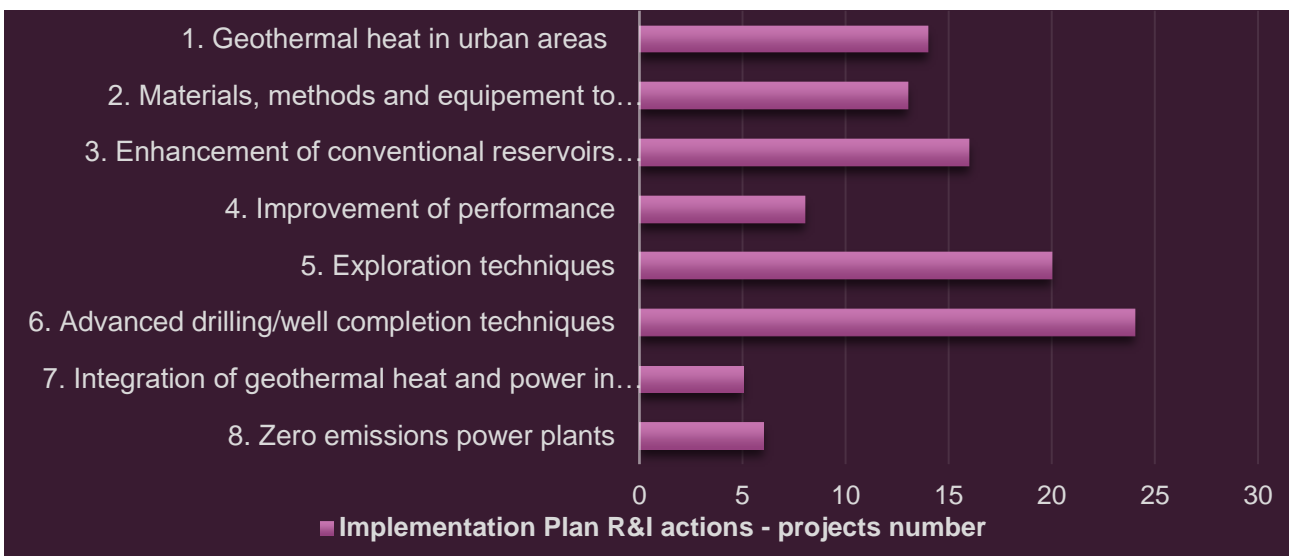 1. Geothermal heat in urban areas
2. Materials, methods and equipement to…
3. Enhancement of conventional reservoirs…
4. Improvement of performance
5. Exploration techniques
6. Advanced drilling/well completion techniques
7. Integration of geothermal heat and power in…
8. Zero emissions power plants
0 5 10 15 20 25 30
Implementation Plan R&I actions - projects number